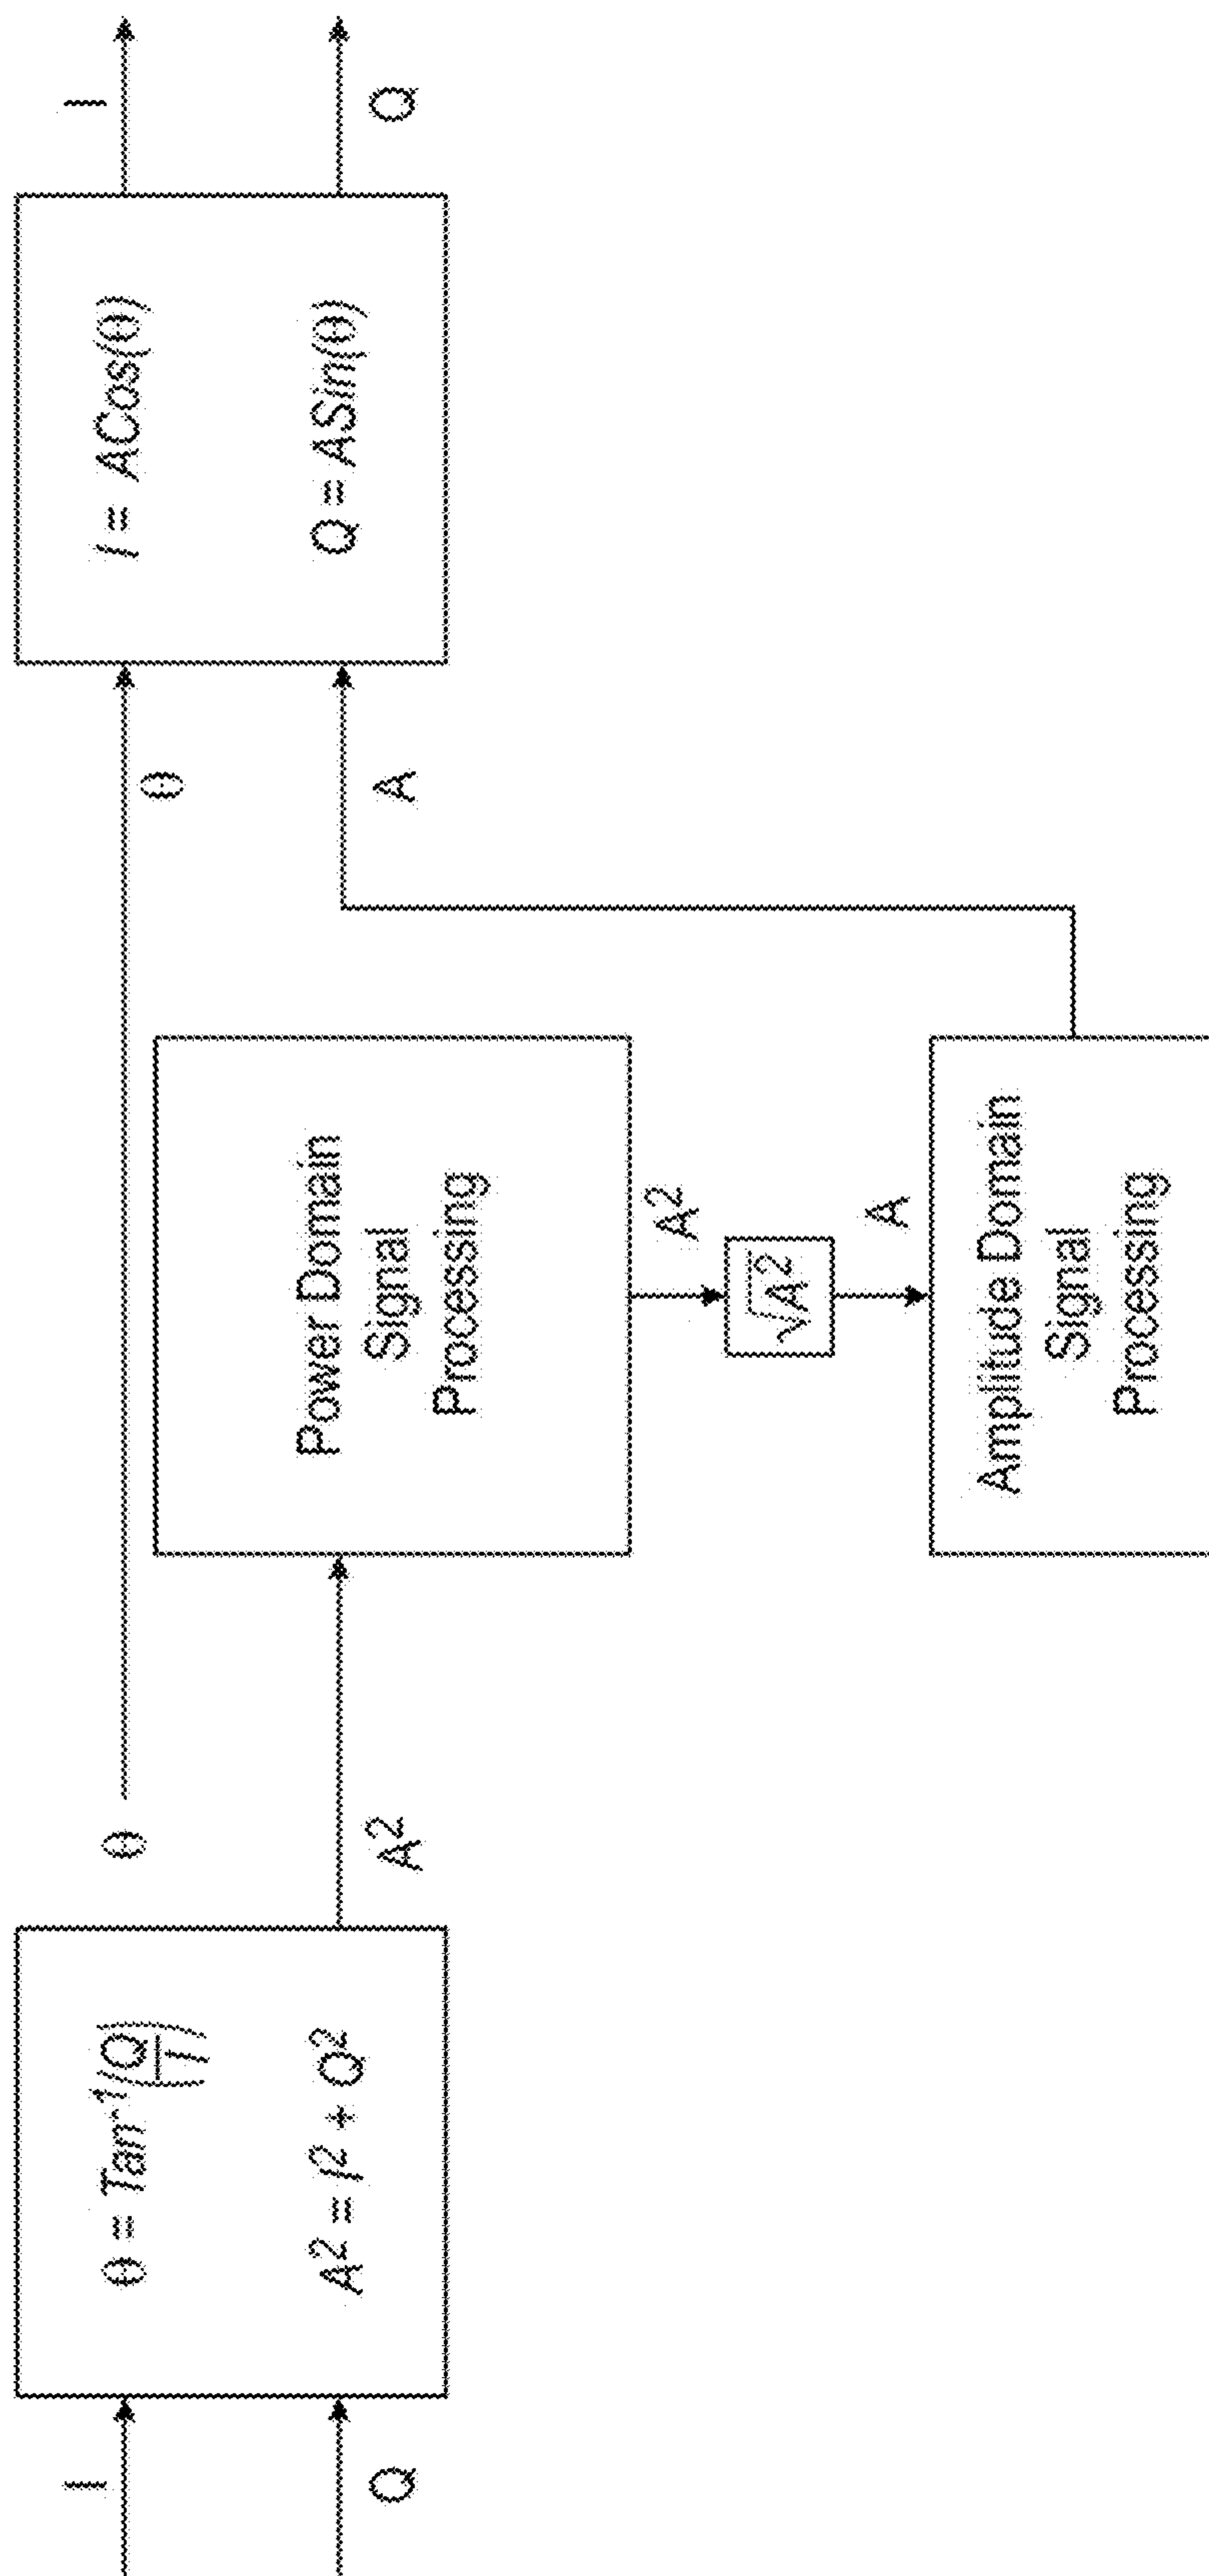 I
Q
θ = Tan⁻¹(Q/I)
A² = I² + Q²
θ
A²
Power Domain
Signal
Processing
A²
√A²
A
Amplitude Domain
Signal
Processing
θ
A
I = ACos(θ)
Q = ASin(θ)
I
Q